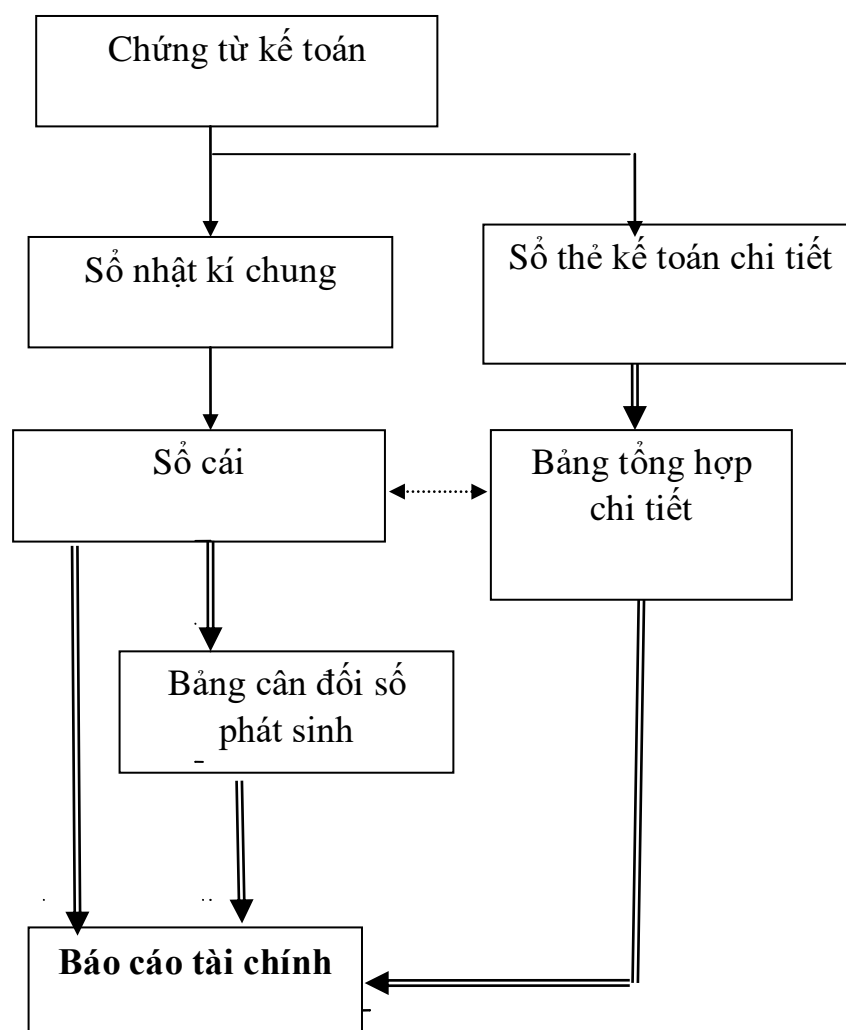 Chứng từ kế toán
Sổ nhật kí chung
Sổ thẻ kế toán chi tiết
Sổ cái
Bảng tổng hợp
chi tiết
Bảng cân đối số
phát sinh
Báo cáo tài chính